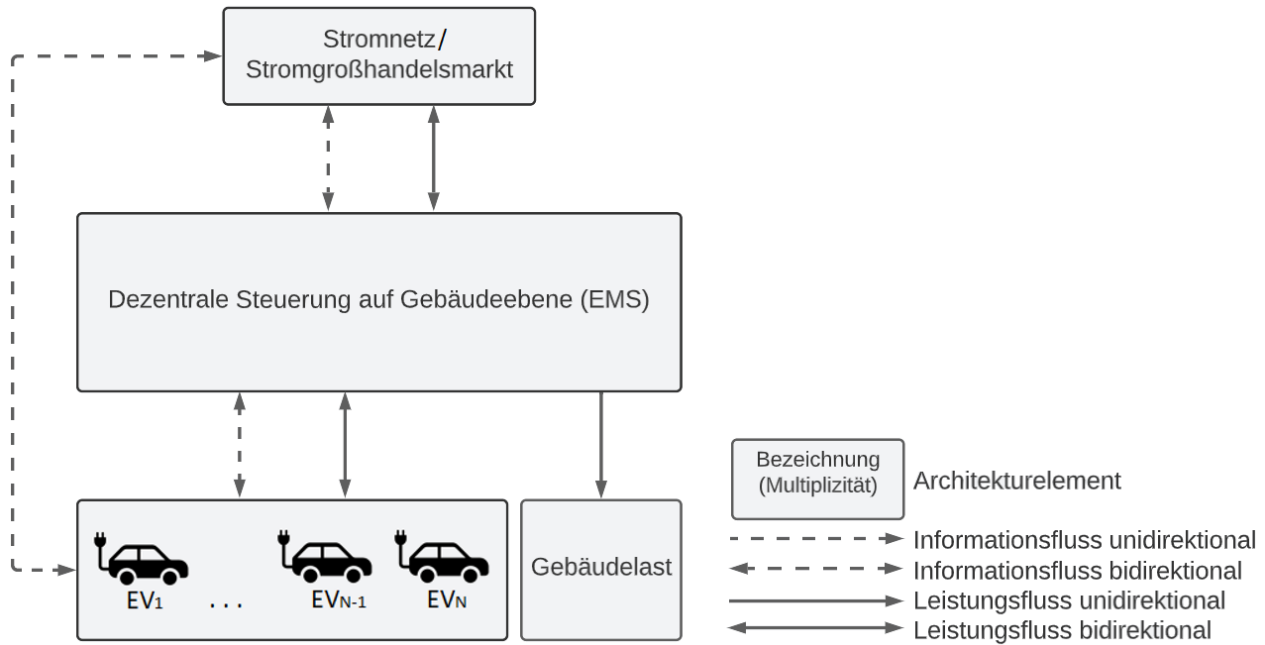 Stromnetz/
Stromgroßhandelsmarkt
Dezentrale Steuerung auf Gebäudeebene (EMS)
EV1 ... EVN-1 EVN
Gebäudelast
Bezeichnung
(Multiplizität)
Architekturelement
Informationsfluss unidirektional
Informationsfluss bidirektional
Leistungsfluss unidirektional
Leistungsfluss bidirektional